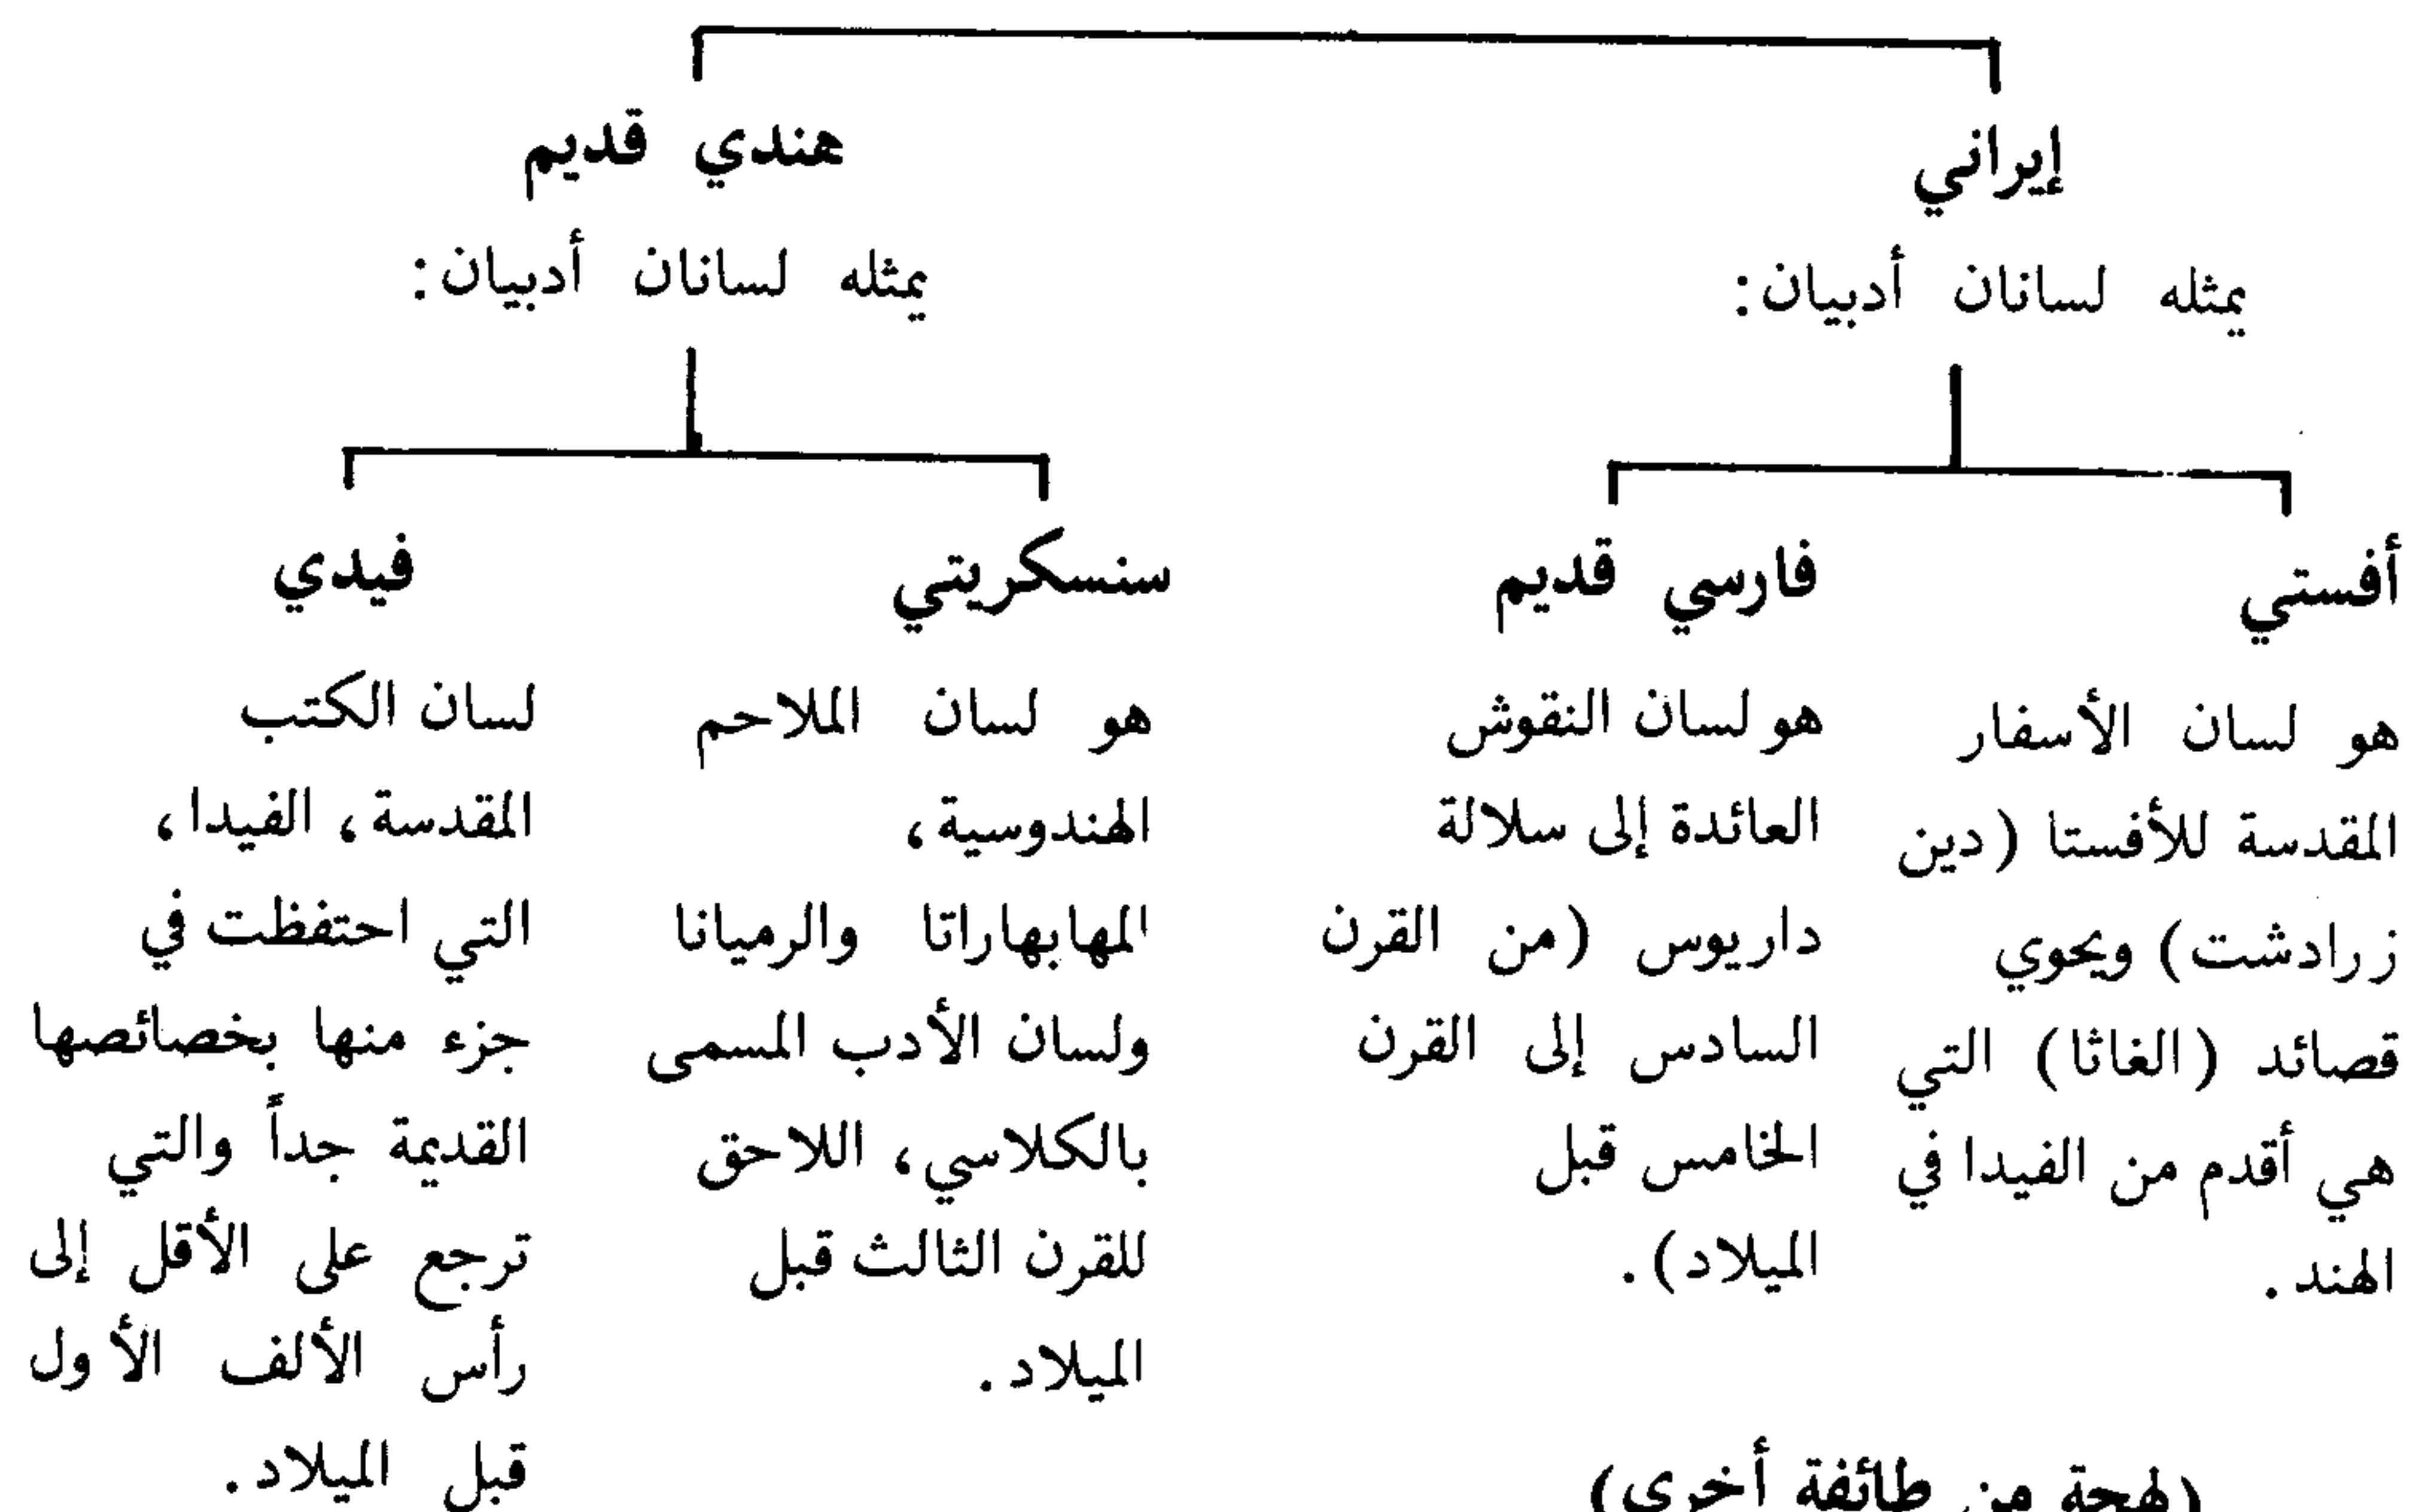 إيراني
يمثله لسانان أدبيان:
أفستي
هو لسان الأسفار
المقدسة للأفستا (دين
زرادشت) ويحوي
قصائد (الغاثا) التي
هي أقدم من الفيدا في
الهند.
فارسي قديم
هو لسان النقوش
العائدة إلى سلالة
داريوس (من القرن
السادس إلى القرن
الخامس قبل
الميلاد).
(لهجة من طائفة أخرى)
هندي قديم
يمثله لسانان أدبيان:
سنسكريتي
هو لسان الملاحم
الهندوسية،
المهابهاراتا والرميانا
ولسان الأدب المسمى
بالكلاسي، اللاحق
للقرن الثالث قبل
الميلاد.
فيدي
لسان الكتب
المقدسة، الفيدا،
التي احتفظت في
جزء منها بخصائصها
القديمة جداً والتي
ترجع على الأقل إلى
رأس الألف الأول
قبل الميلاد.